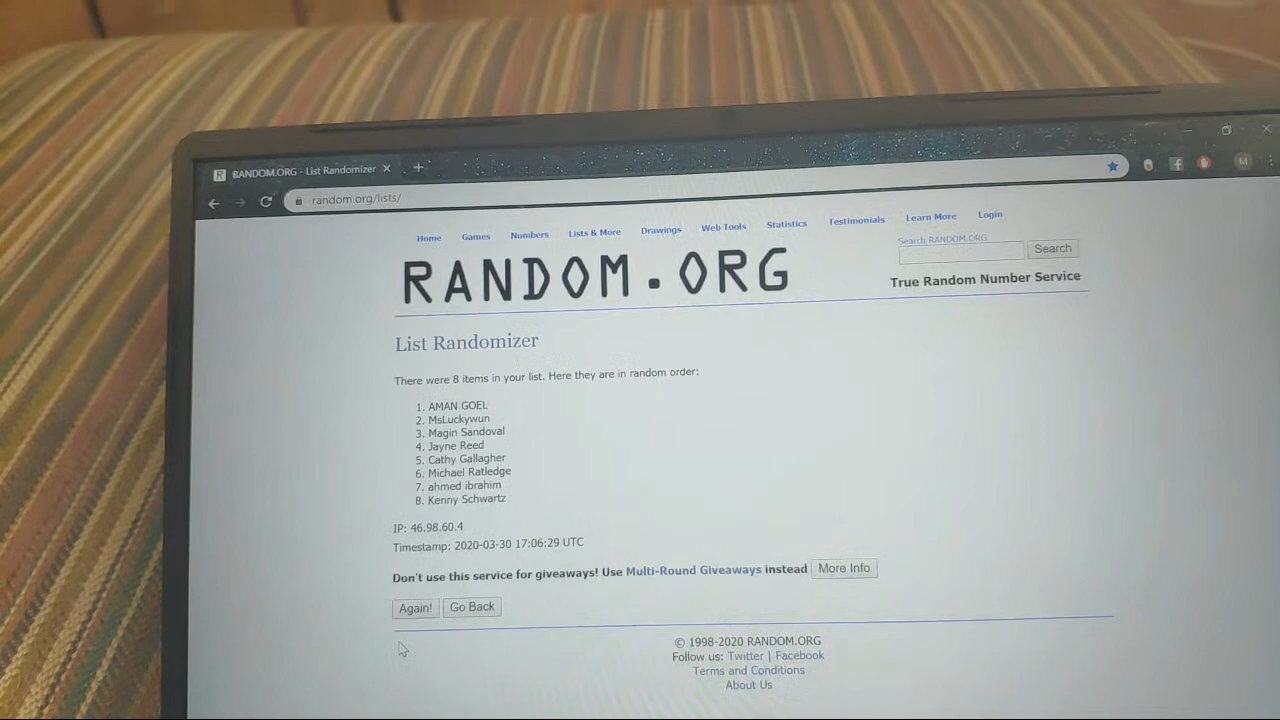 RANDOM.ORG - List Randomizer
random.org/lists/
M
Home Games Numbers Lists & More Drawings Web Tools Statistics Testimonials Learn More Login
Search RANDOM.ORG
Search
RANDOM.ORG
True Random Number Service
List Randomizer
There were 8 items in your list. Here they are in random order:
1. AMAN GOEL
2. MsLuckywun
3. Magin Sandoval
4. Jayne Reed
5. Cathy Gallagher
6. Michael Ratledge
7. ahmed ibrahim
8. Kenny Schwartz
IP: 46.98.60.4
Timestamp: 2020-03-30 17:06:29 UTC
Don't use this service for giveaways! Use Multi-Round Giveaways instead More Info
Again! Go Back
© 1998-2020 RANDOM.ORG
Follow us: Twitter | Facebook
Terms and Conditions
About Us